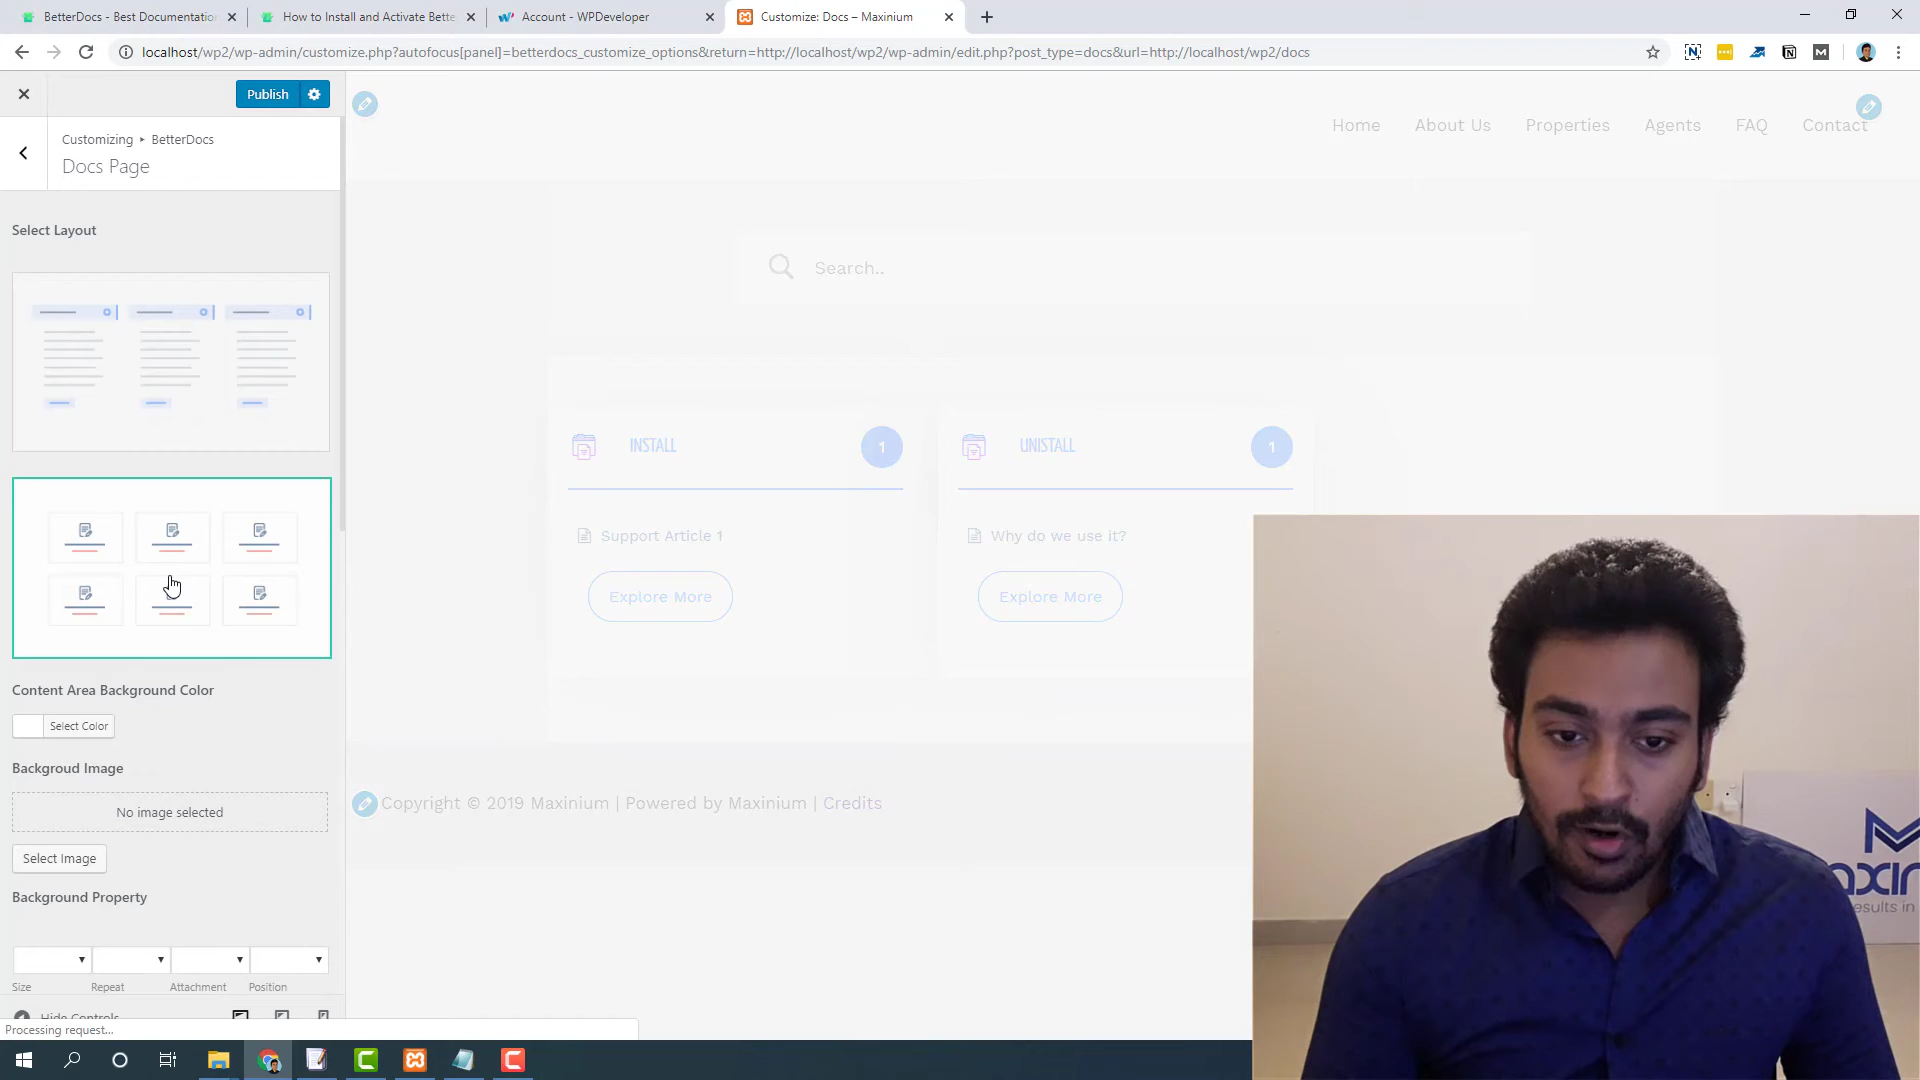 BetterDocs - Best Documentation
How to Install and Activate Bette
Account - WPDeveloper
Customize: Docs – Maxinium
localhost/wp2/wp-admin/customize.php?autofocus[panel]=betterdocs_customize_options&return=http://localhost/wp2/wp-admin/edit.php?post_type=docs&url=http://localhost/wp2/docs
Publish
Customizing ▸ BetterDocs
Docs Page
Home About Us Properties Agents FAQ Contact
Select Layout
Search..
INSTALL 1
UNISTALL 1
Support Article 1
Why do we use it?
Explore More
Explore More
Content Area Background Color
Select Color
Backgroud Image
No image selected
Select Image
Background Property
Size Repeat Attachment Position
Copyright © 2019 Maxinium | Powered by Maxinium | Credits
Hide Controls
Processing request...
esults in